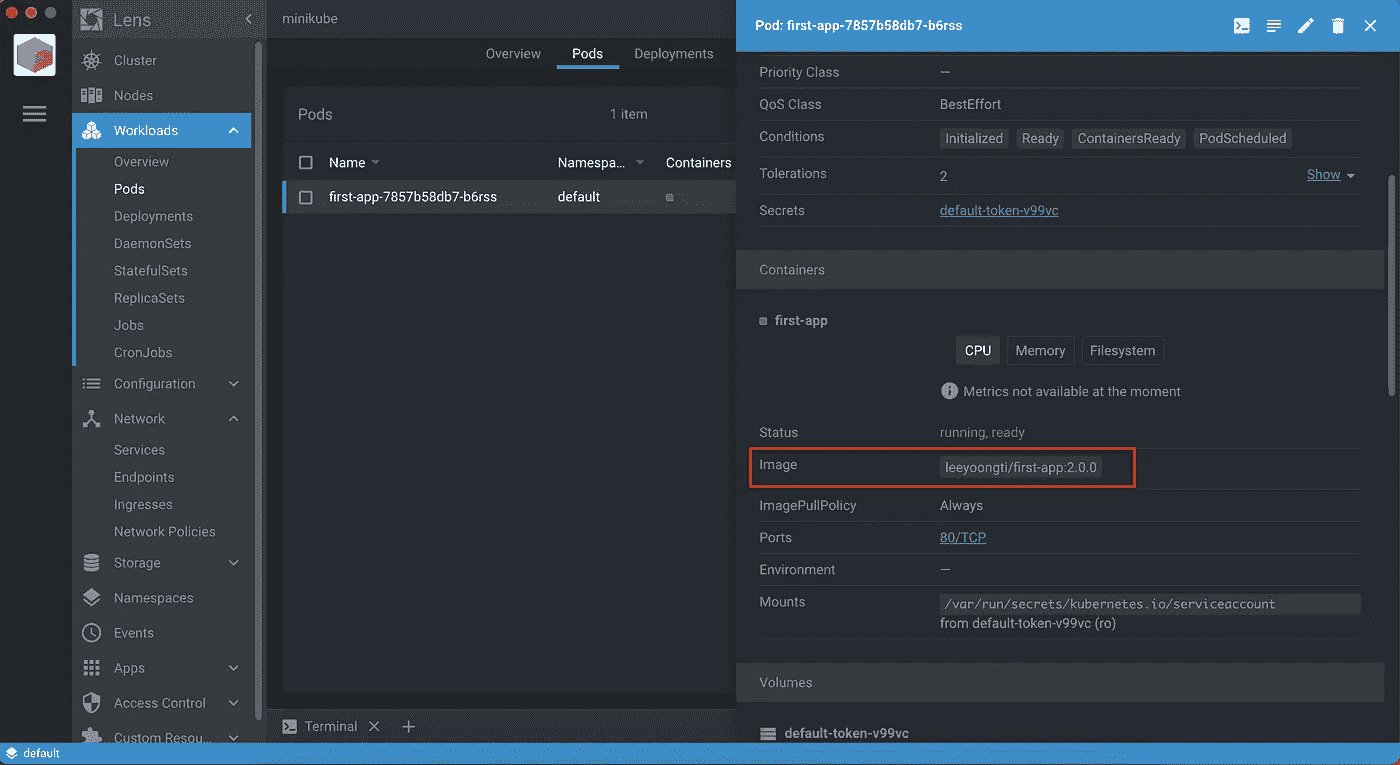 Lens
Cluster
Nodes
Workloads
Overview
Pods
Deployments
DaemonSets
StatefulSets
ReplicaSets
Jobs
CronJobs
Configuration
Network
Services
Endpoints
Ingresses
Network Policies
Storage
Namespaces
Events
Apps
Access Control
Custom Resou...
default
minikube
Overview Pods Deployments
Pods 1 item
Name Namespa... Containers
first-app-7857b58db7-b6rss default
Terminal
Pod: first-app-7857b58db7-b6rss
Priority Class —
QoS Class BestEffort
Conditions Initialized Ready ContainersReady PodScheduled
Tolerations 2 Show
Secrets default-token-v99vc
Containers
first-app
CPU Memory Filesystem
Metrics not available at the moment
Status running, ready
Image leeyoongti/first-app:2.0.0
ImagePullPolicy Always
Ports 80/TCP
Environment —
Mounts /var/run/secrets/kubernetes.io/serviceaccount
from default-token-v99vc (ro)
Volumes
default-token-v99vc